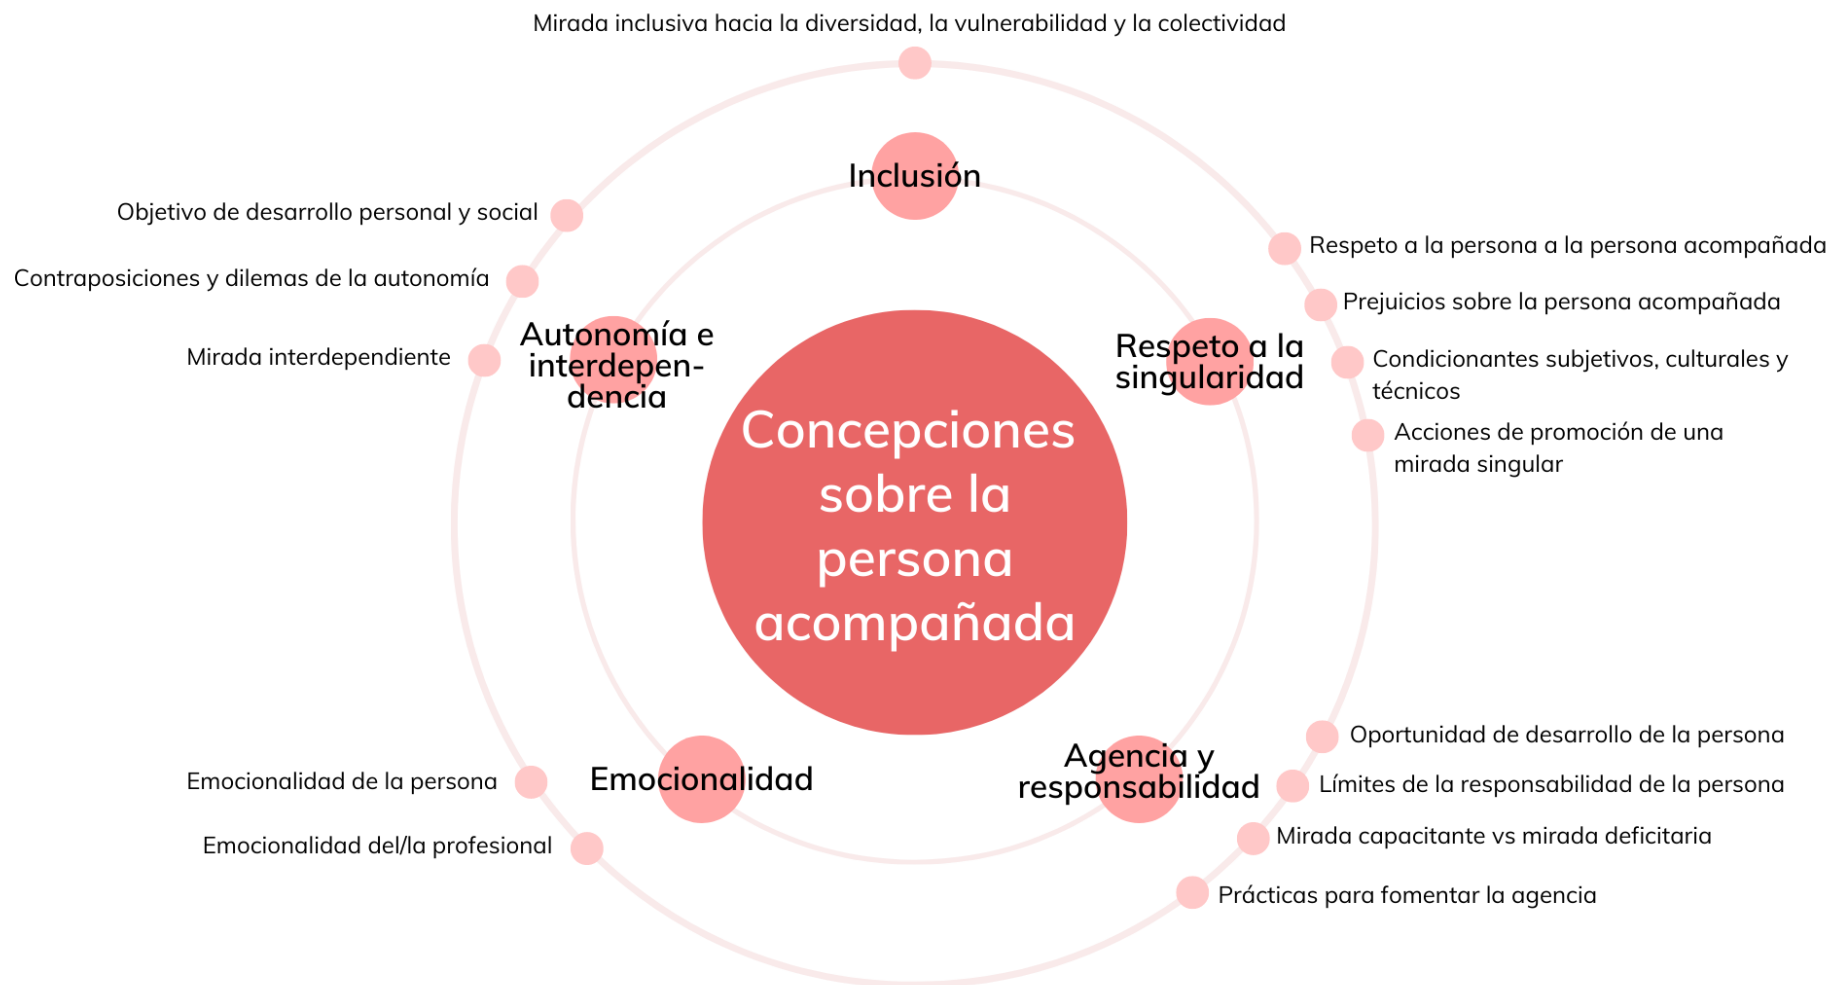 Mirada inclusiva hacia la diversidad, la vulnerabilidad y la colectividad
Inclusión
Objetivo de desarrollo personal y social
Contraposiciones y dilemas de la autonomía
Mirada interdependiente
Autonomía e
interdepen-
dencia
Respeto a la
singularidad
Respeto a la persona a la persona acompañada
Prejuicios sobre la persona acompañada
Condicionantes subjetivos, culturales y
técnicos
Acciones de promoción de una
mirada singular
Concepciones
sobre la
persona
acompañada
Emocionalidad
Emocionalidad de la persona
Emocionalidad del/la profesional
Agencia y
responsabilidad
Oportunidad de desarrollo de la persona
Límites de la responsabilidad de la persona
Mirada capacitante vs mirada deficitaria
Prácticas para fomentar la agencia